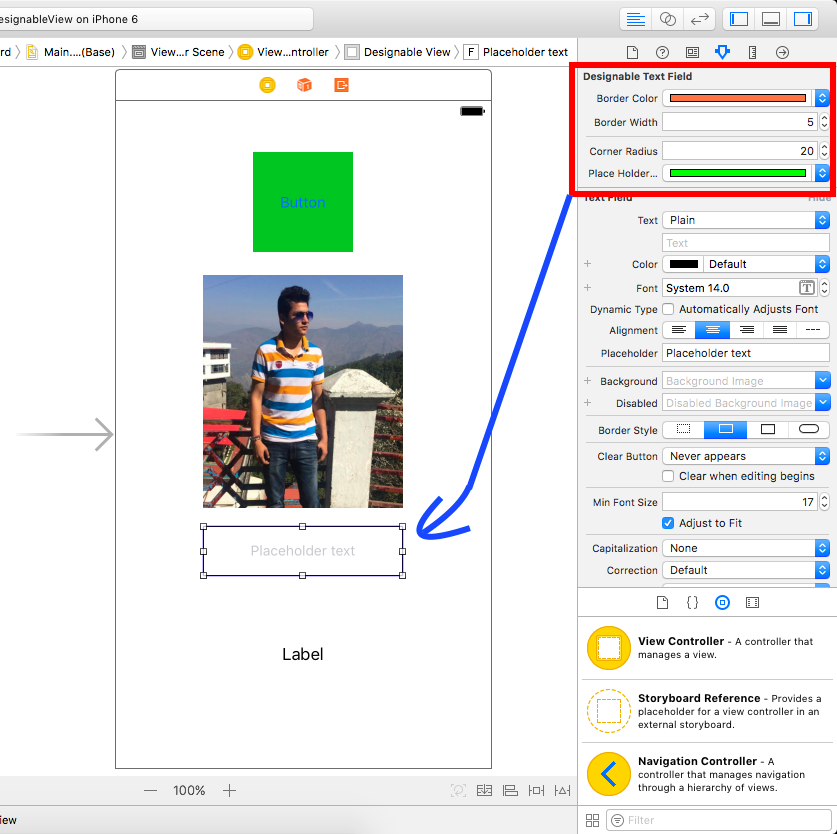 esignableView on iPhone 6
rd Main....(Base) View...r Scene View...ntroller Designable View F Placeholder text
Button
Placeholder text
Label
100%
iew
Designable Text Field
Border Color
Border Width 5
Corner Radius 20
Place Holder...
Text Field Hide
Text Plain
Text
+ Color Default
+ Font System 14.0 T
Dynamic Type Automatically Adjusts Font
Alignment
Placeholder Placeholder text
+ Background Background Image
+ Disabled Disabled Background Image
Border Style
Clear Button Never appears
Clear when editing begins
Min Font Size 17
Adjust to Fit
Capitalization None
Correction Default
{ }
View Controller - A controller that
manages a view.
Storyboard Reference - Provides a
placeholder for a view controller in an
external storyboard.
Navigation Controller - A
controller that manages navigation
through a hierarchy of views.
Filter